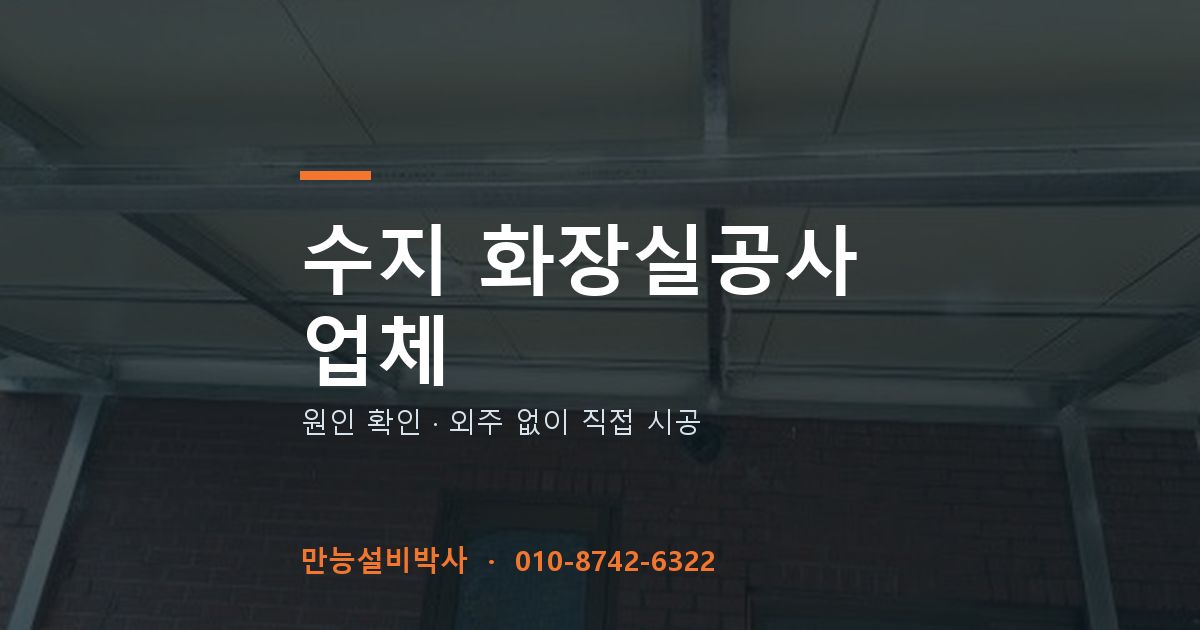 수지 화장실공사
업체
원인 확인 · 외주 없이 직접 시공
만능설비박사 · 010-8742-6322